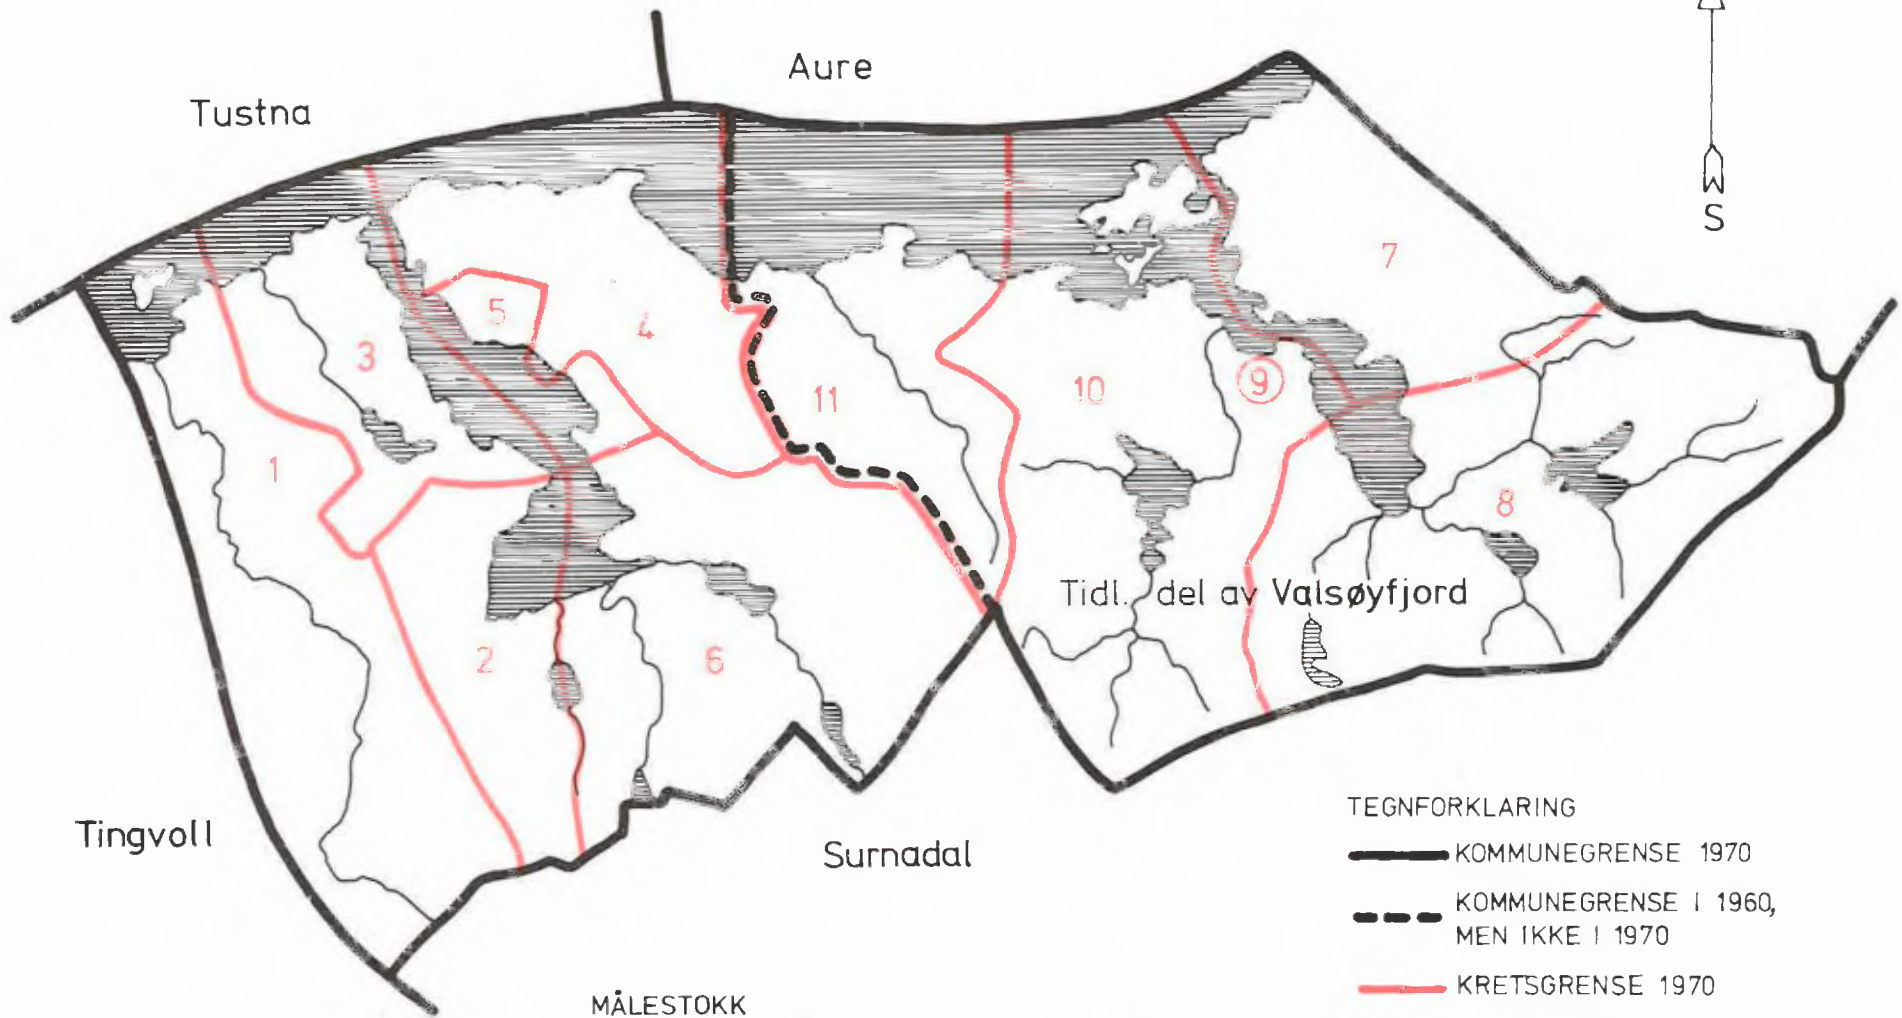 Aure
Tustna
S
7
5
4
3
10
9
11
1
8
Tidl. del av Valsøyfjord
2
6
Tingvoll
Surnadal
TEGNFORKLARING
KOMMUNEGRENSE 1970
KOMMUNEGRENSE I 1960,
MEN IKKE I 1970
KRETSGRENSE 1970
MÅLESTOKK